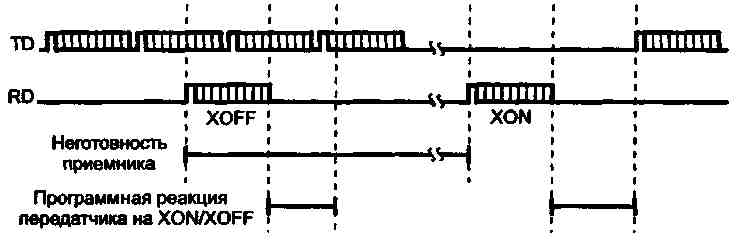 TD
RD
XOFF
XON
Неготовность
приемника
Программная реакция
передатчика на XON/XOFF